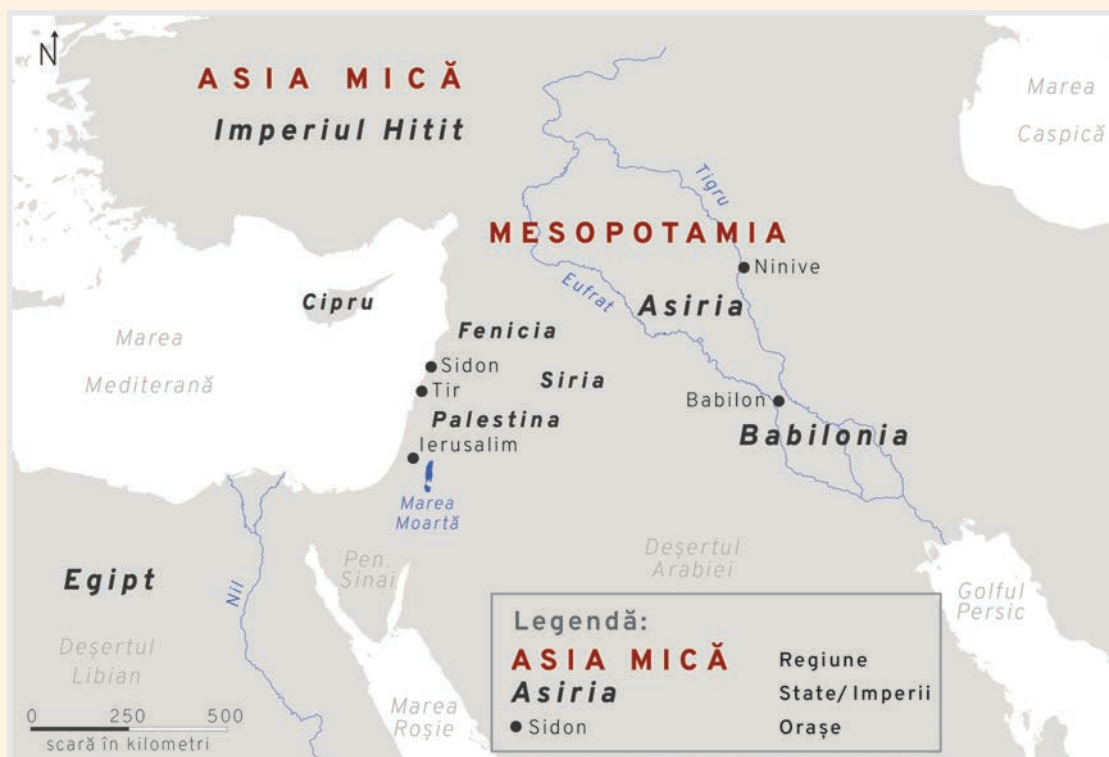 N
ASIA MICĂ
Imperiul Hitit
Marea
Caspică
Tigru
MESOPOTAMIA
Ninive
Eufrat
Asiria
Cipru
Fenicia
Marea
Mediterană
Sidon
Siria
Tir
Babilon
Palestina
Babilonia
Ierusalim
Marea
Moartă
Deșertul
Arabiei
Pen.
Sinai
Egipt
Nil
Golful
Persic
Deșertul
Libian
Marea
Roșie
0 250 500
scară în kilometri
Legendă:
ASIA MICĂ Regiune
Asiria State/Imperii
Sidon Orașe